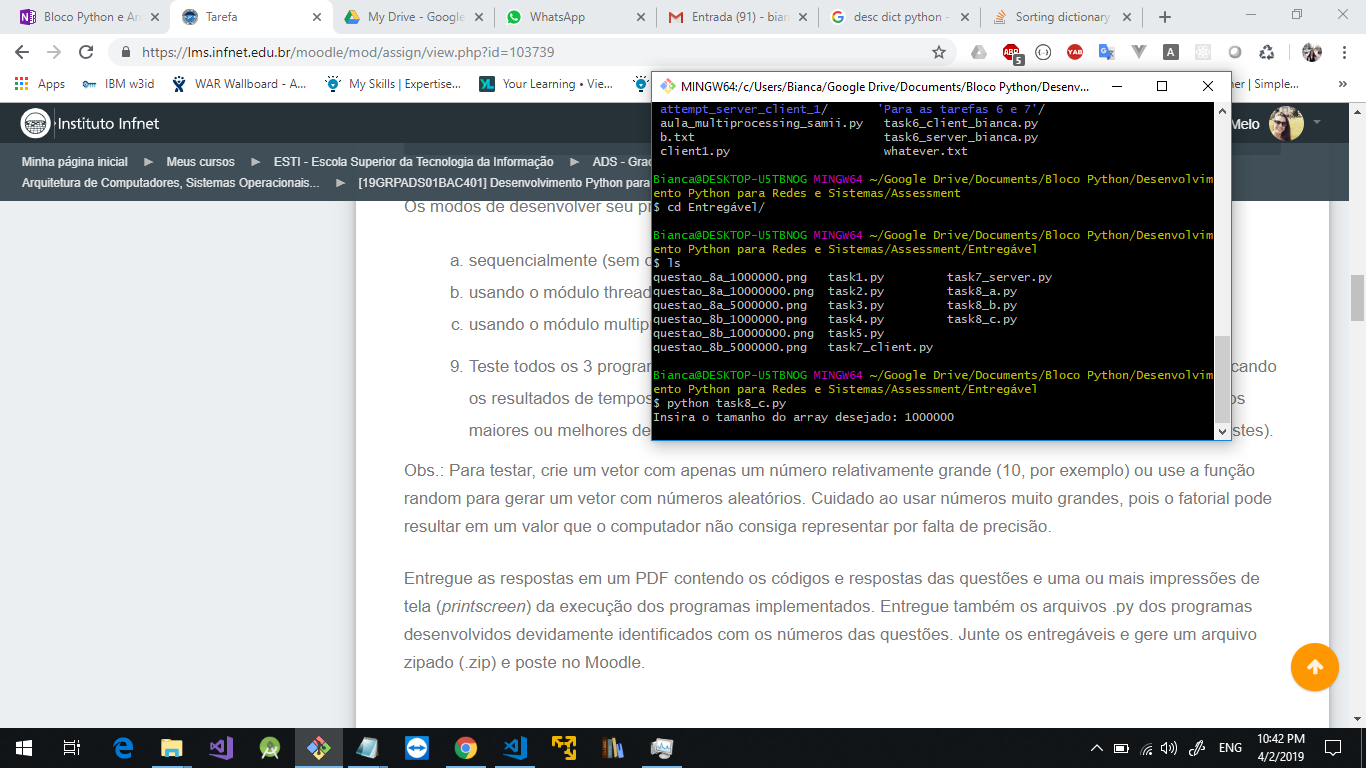 Bloco Python e Ar
Tarefa
My Drive - Google
WhatsApp
Entrada (91) - bian
desc dict python -
Sorting dictionary
https://lms.infnet.edu.br/moodle/mod/assign/view.php?id=103739
ABP
5
YAB
A
Apps
IBM w3id
WAR Wallboard - A...
My Skills | Expertise...
Your Learning • Vie...
ner | Simple...
»
MINGW64:/c/Users/Bianca/Google Drive/Documents/Bloco Python/Desenv...
attempt_server_client_1/ 'Para as tarefas 6 e 7'/
aula_multiprocessing_samii.py task6_client_bianca.py
b.txt task6_server_bianca.py
client1.py whatever.txt
Bianca@DESKTOP-U5TBNOG MINGW64 ~/Google Drive/Documents/Bloco Python/Desenvolvim
ento Python para Redes e Sistemas/Assessment
$ cd Entregável/
Bianca@DESKTOP-U5TBNOG MINGW64 ~/Google Drive/Documents/Bloco Python/Desenvolvim
ento Python para Redes e Sistemas/Assessment/Entregável
$ ls
questao_8a_1000000.png task1.py task7_server.py
questao_8a_10000000.png task2.py task8_a.py
questao_8a_5000000.png task3.py task8_b.py
questao_8b_1000000.png task4.py task8_c.py
questao_8b_10000000.png task5.py
questao_8b_5000000.png task7_client.py
Bianca@DESKTOP-U5TBNOG MINGW64 ~/Google Drive/Documents/Bloco Python/Desenvolvim
ento Python para Redes e Sistemas/Assessment/Entregável
$ python task8_c.py
Insira o tamanho do array desejado: 1000000
Instituto Infnet
Melo
Minha página inicial ► Meus cursos ► ESTI - Escola Superior da Tecnologia da Informação ► ADS - Grad
Arquitetura de Computadores, Sistemas Operacionais... ► [19GRPADS01BAC401] Desenvolvimento Python para
Os modos de desenvolver seu pr
a. sequencialmente (sem c
b. usando o módulo thread
c. usando o módulo multip
9. Teste todos os 3 progran cando
os resultados de tempos os
maiores ou melhores de stes).
Obs.: Para testar, crie um vetor com apenas um número relativamente grande (10, por exemplo) ou use a função
random para gerar um vetor com números aleatórios. Cuidado ao usar números muito grandes, pois o fatorial pode
resultar em um valor que o computador não consiga representar por falta de precisão.
Entregue as respostas em um PDF contendo os códigos e respostas das questões e uma ou mais impressões de
tela (printscreen) da execução dos programas implementados. Entregue também os arquivos .py dos programas
desenvolvidos devidamente identificados com os números das questões. Junte os entregáveis e gere um arquivo
zipado (.zip) e poste no Moodle.
ENG
10:42 PM
4/2/2019